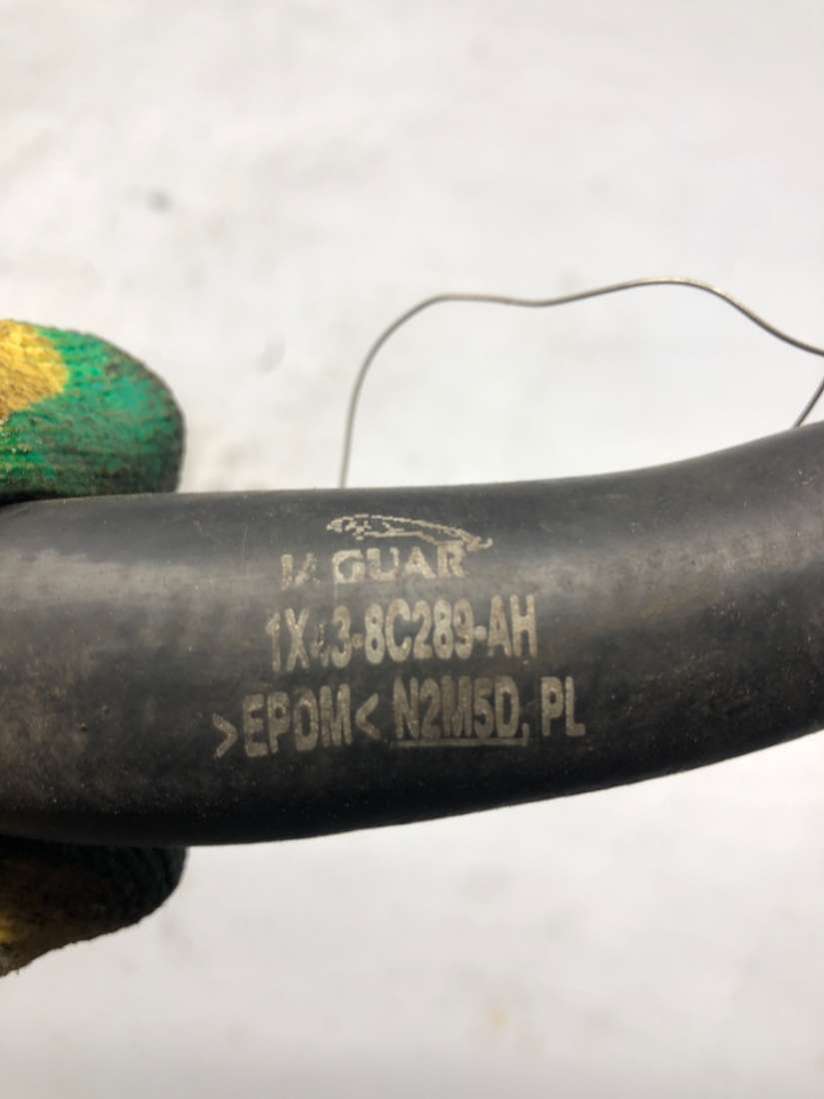 JAGUAR
1X43-8C289-AH
>EPDM< N2M5D, PL